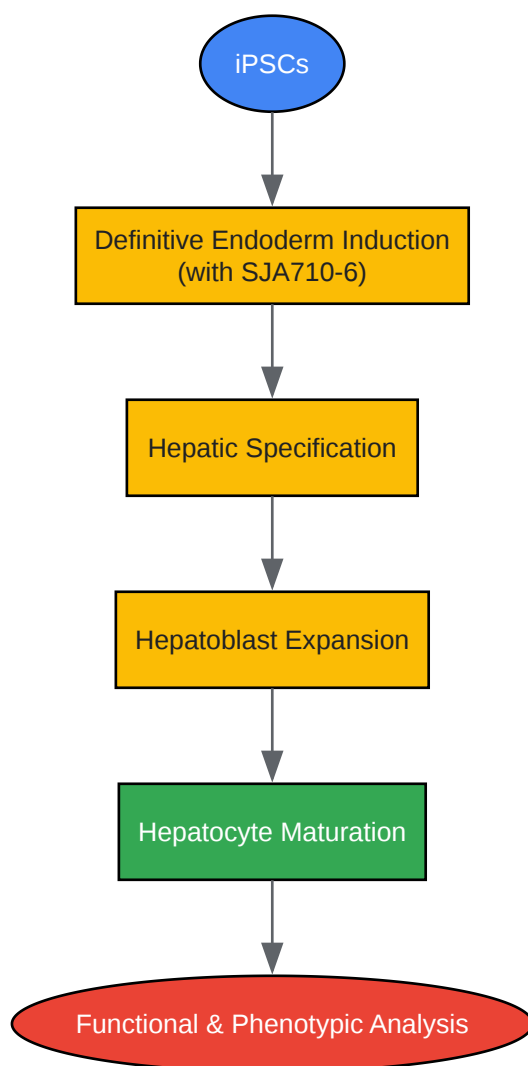 iPSCs
Definitive Endoderm Induction
(with SJA710-6)
Hepatic Specification
Hepatoblast Expansion
Hepatocyte Maturation
Functional & Phenotypic Analysis